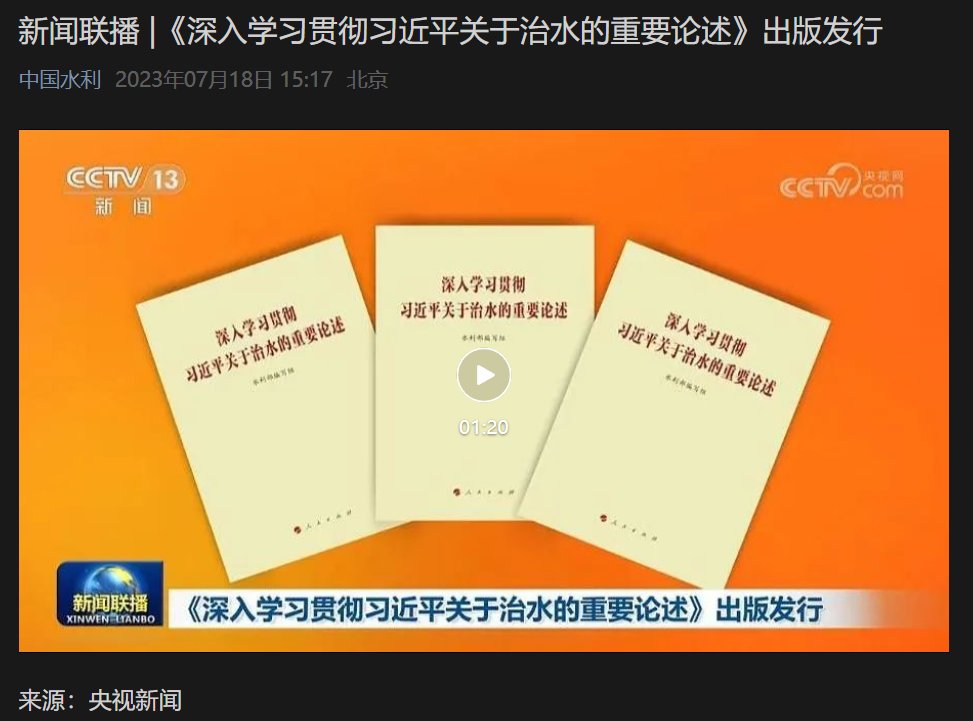 新闻联播 |《深入学习贯彻习近平关于治水的重要论述》出版发行
中国水利 2023年07月18日 15:17 北京
CCTV 13
新闻
央视网
CCTV.com
深入学习贯彻
习近平关于治水的重要论述
水利部编写组
人民出版社
深入学习贯彻
习近平关于治水的重要论述
水利部编写组
01:20
人民出版社
深入学习贯彻
习近平关于治水的重要论述
水利部编写组
人民出版社
新闻联播
XINWEN LIANBO
《深入学习贯彻习近平关于治水的重要论述》出版发行
来源：央视新闻